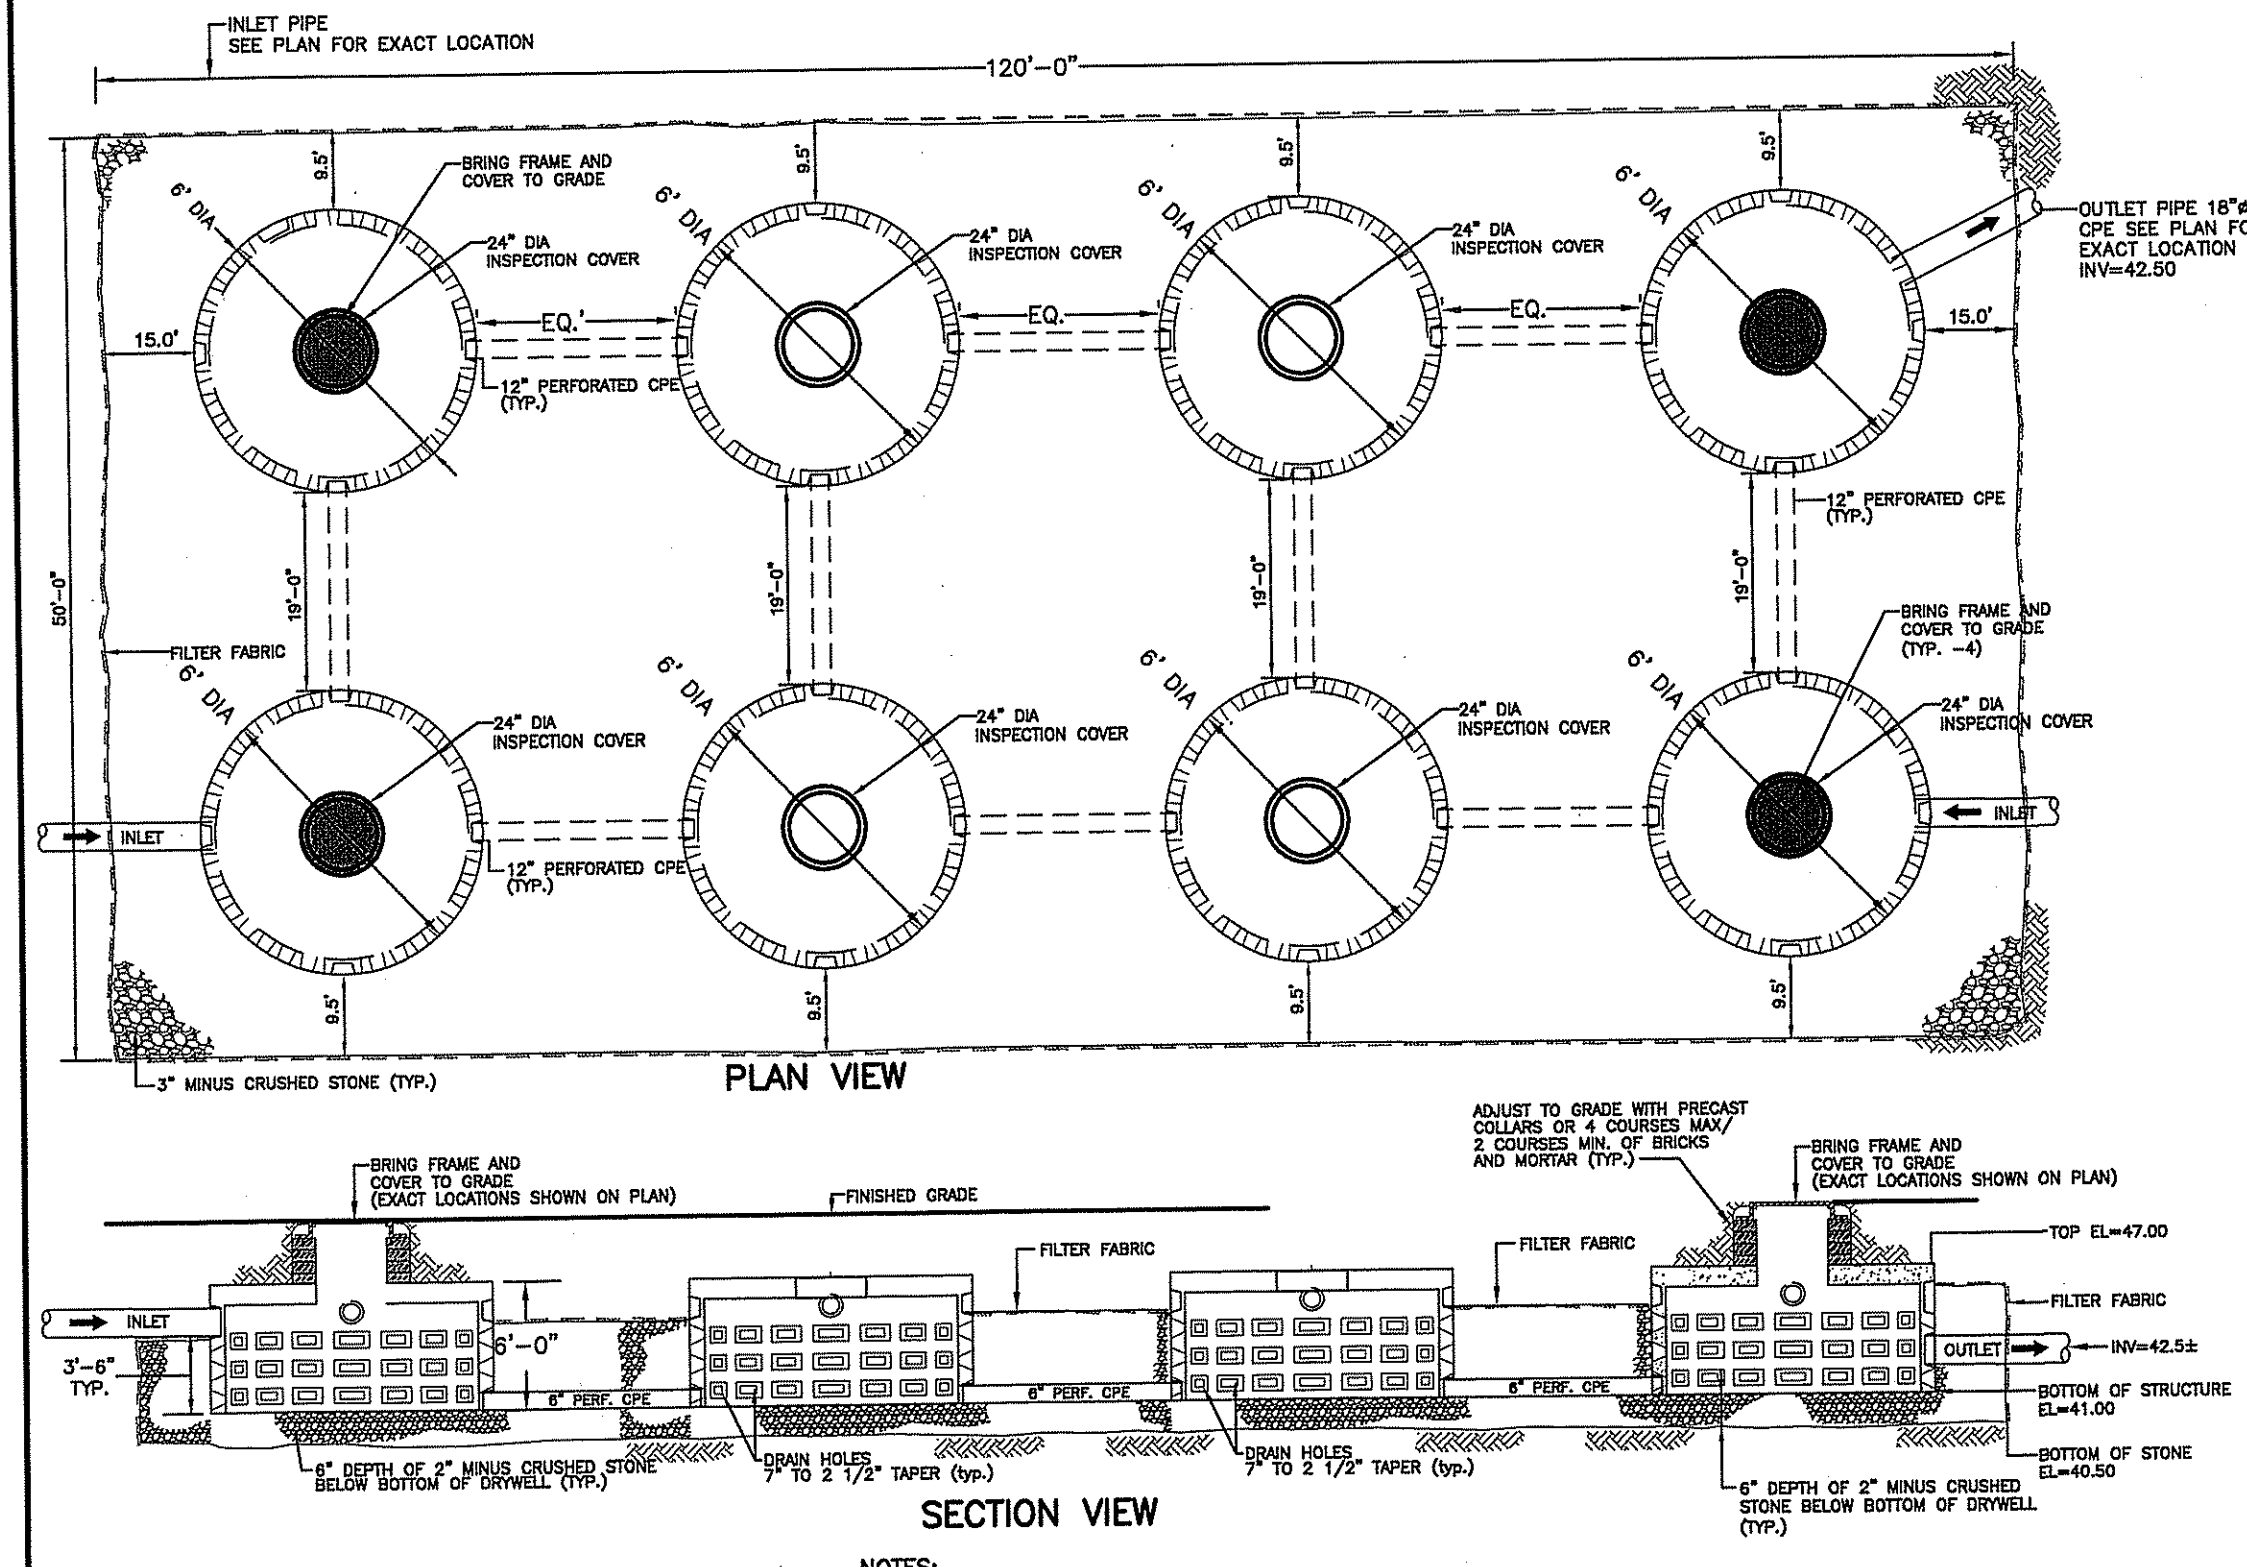 INLET PIPE
SEE PLAN FOR EXACT LOCATION
120'-0"
9.5'
9.5'
9.5'
9.5'
BRING FRAME AND
COVER TO GRADE
6' DIA
6' DIA
6' DIA
6' DIA
24" DIA
INSPECTION COVER
24" DIA
INSPECTION COVER
24" DIA
INSPECTION COVER
OUTLET PIPE 18"ø
CPE SEE PLAN FO
EXACT LOCATION
INV=42.50
15.0'
EQ.'
EQ.
EQ.
15.0'
12" PERFORATED CPE
(TYP.)
12" PERFORATED CPE
(TYP.)
50'-0"
19'-0"
19'-0"
19'-0"
19'-0"
BRING FRAME AND
COVER TO GRADE
(TYP. -4)
FILTER FABRIC
6' DIA
6' DIA
6' DIA
6' DIA
24" DIA
INSPECTION COVER
24" DIA
INSPECTION COVER
24" DIA
INSPECTION COVER
24" DIA
INSPECTION COVER
INLET
INLET
12" PERFORATED CPE
(TYP.)
9.5'
9.5'
9.5'
9.5'
3" MINUS CRUSHED STONE (TYP.)
PLAN VIEW
ADJUST TO GRADE WITH PRECAST
COLLARS OR 4 COURSES MAX/
2 COURSES MIN. OF BRICKS
AND MORTAR (TYP.)
BRING FRAME AND
COVER TO GRADE
(EXACT LOCATIONS SHOWN ON PLAN)
FINISHED GRADE
BRING FRAME AND
COVER TO GRADE
(EXACT LOCATIONS SHOWN ON PLAN)
FILTER FABRIC
FILTER FABRIC
TOP EL=47.00
FILTER FABRIC
INLET
6'-0"
3'-6"
TYP.
OUTLET
INV=42.5±
6" PERF. CPE
6" PERF. CPE
6" PERF. CPE
BOTTOM OF STRUCTURE
EL=41.00
BOTTOM OF STONE
EL=40.50
6" DEPTH OF 2" MINUS CRUSHED STONE
BELOW BOTTOM OF DRYWELL (TYP.)
DRAIN HOLES
7" TO 2 1/2" TAPER (typ.)
DRAIN HOLES
7" TO 2 1/2" TAPER (typ.)
6" DEPTH OF 2" MINUS CRUSHED
STONE BELOW BOTTOM OF DRYWELL
(TYP.)
SECTION VIEW
NOTES: